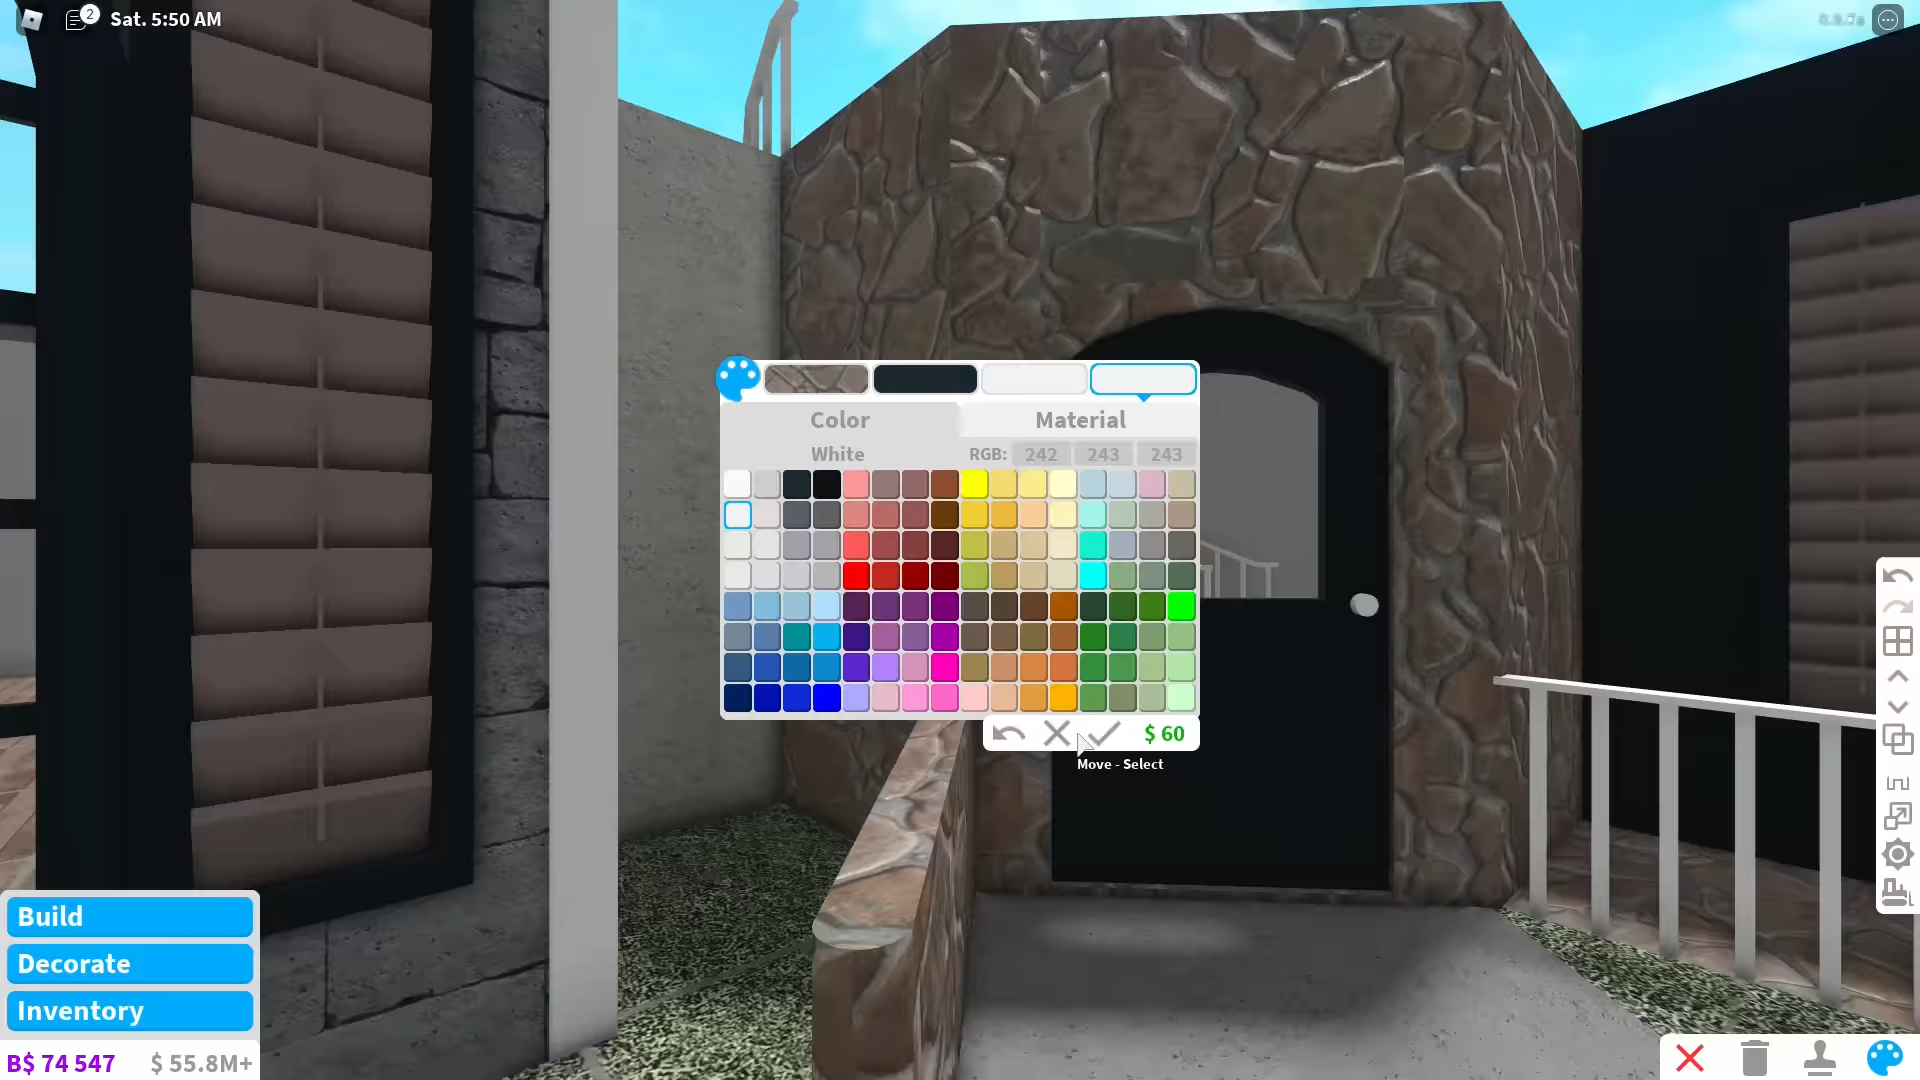 2
Sat. 5:50 AM
Color
Material
White
RGB: 242 243 243
$ 60
Move - Select
Build
Decorate
Inventory
B$ 74 547
$ 55.8M+